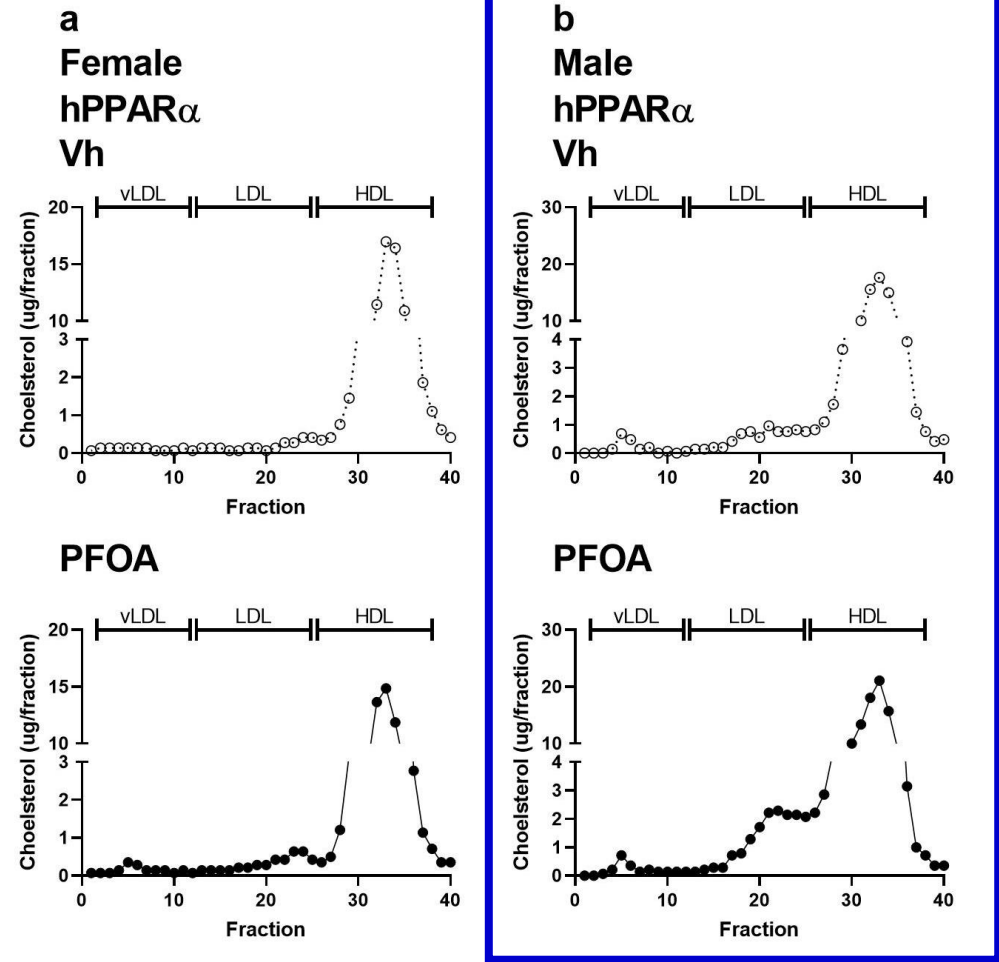 a
Female
hPPARα
Vh
vLDL LDL HDL
20
15
10
3
2
1
0
Choelsterol (ug/fraction)
0 10 20 30 40
Fraction
PFOA
vLDL LDL HDL
20
15
10
3
2
1
0
Choelsterol (ug/fraction)
0 10 20 30 40
Fraction
b
Male
hPPARα
Vh
vLDL LDL HDL
30
20
10
4
3
2
1
0
Choelsterol (ug/fraction)
0 10 20 30 40
Fraction
PFOA
vLDL LDL HDL
30
20
10
4
3
2
1
0
Choelsterol (ug/fraction)
0 10 20 30 40
Fraction